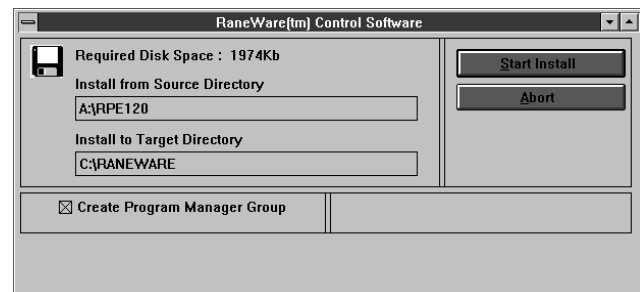 RaneWare(tm) Control Software
Required Disk Space : 1974Kb
Install from Source Directory
A:\RPE120
Install to Target Directory
C:\RANEWARE
Start Install
Abort
Create Program Manager Group